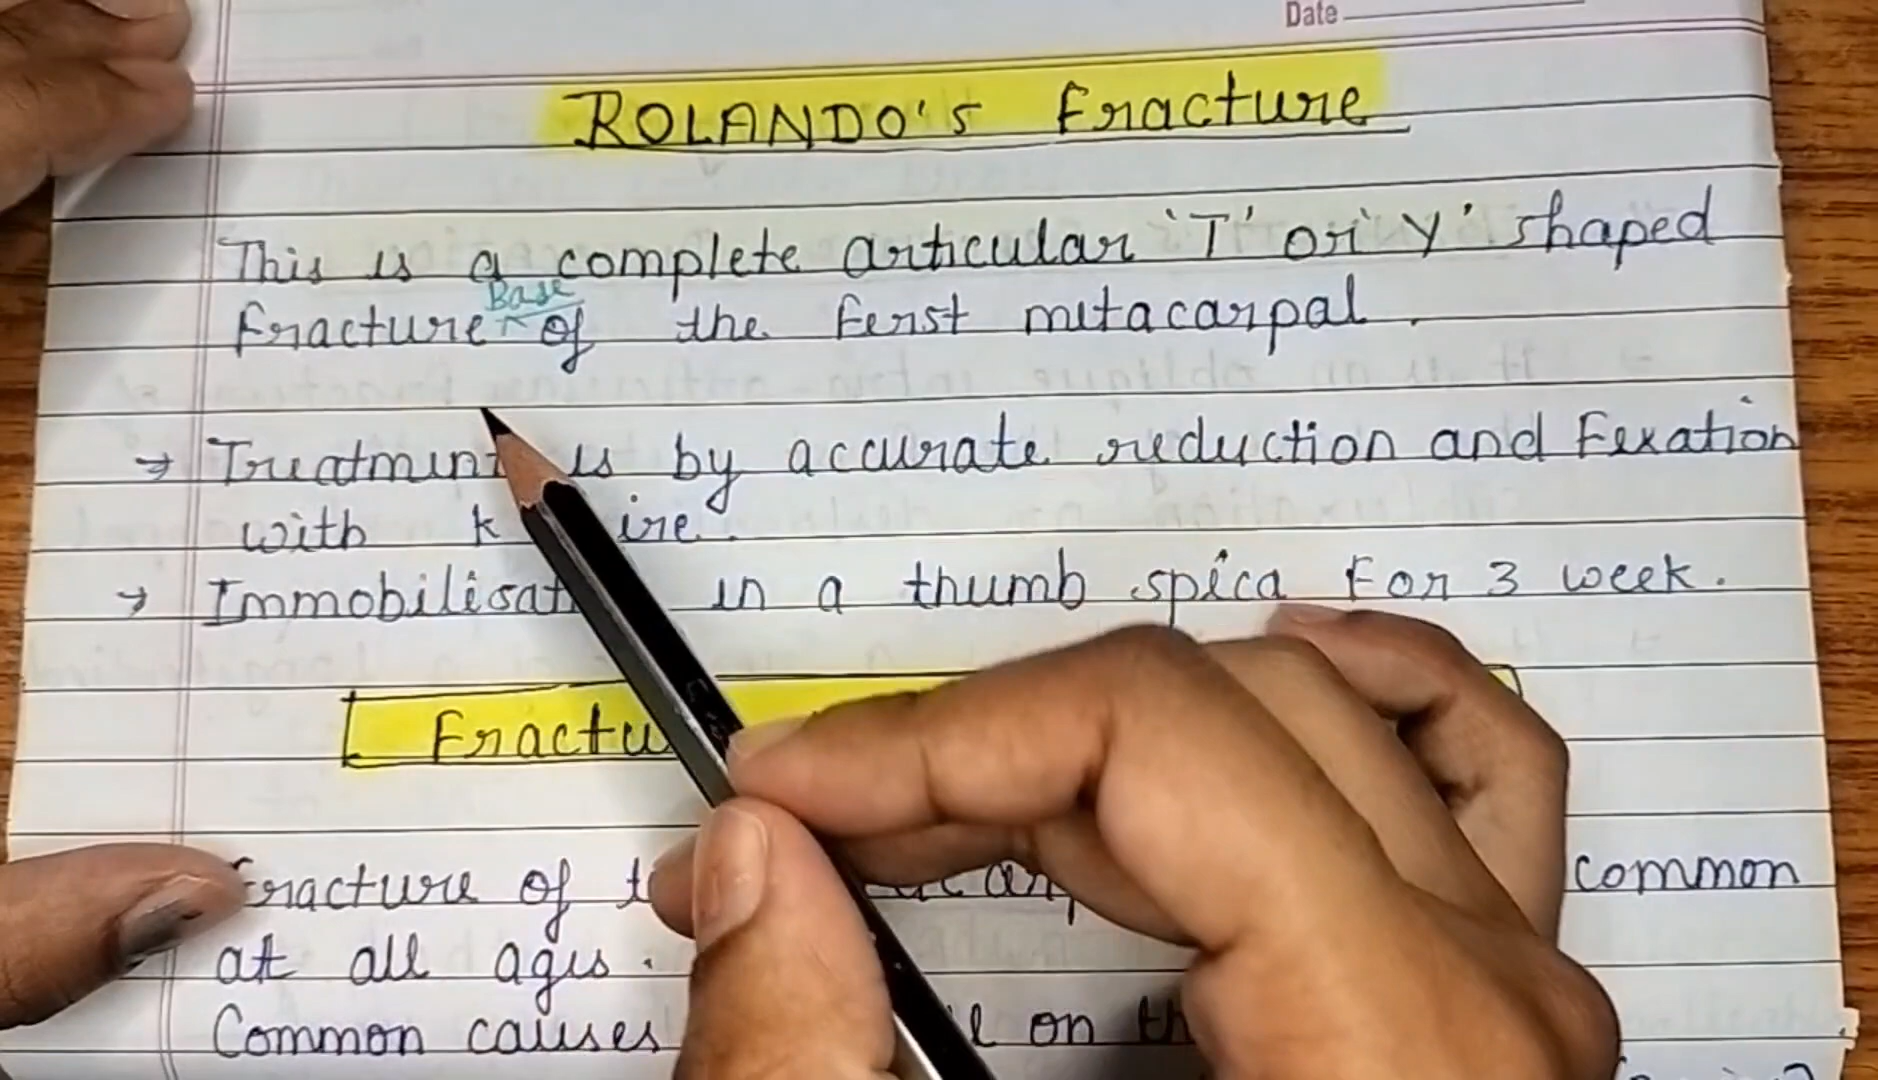 Date
ROLANDO'S Fracture
This is a complete articular 'T' or 'Y' shaped
Base
fracture of the first metacarpal.
→ Treatment is by accurate reduction and Fixation
with k ire.
→ Immobilisat in a thumb spica For 3 week.
Fractu
Fracture of t common
at all ages.
Common causes on th